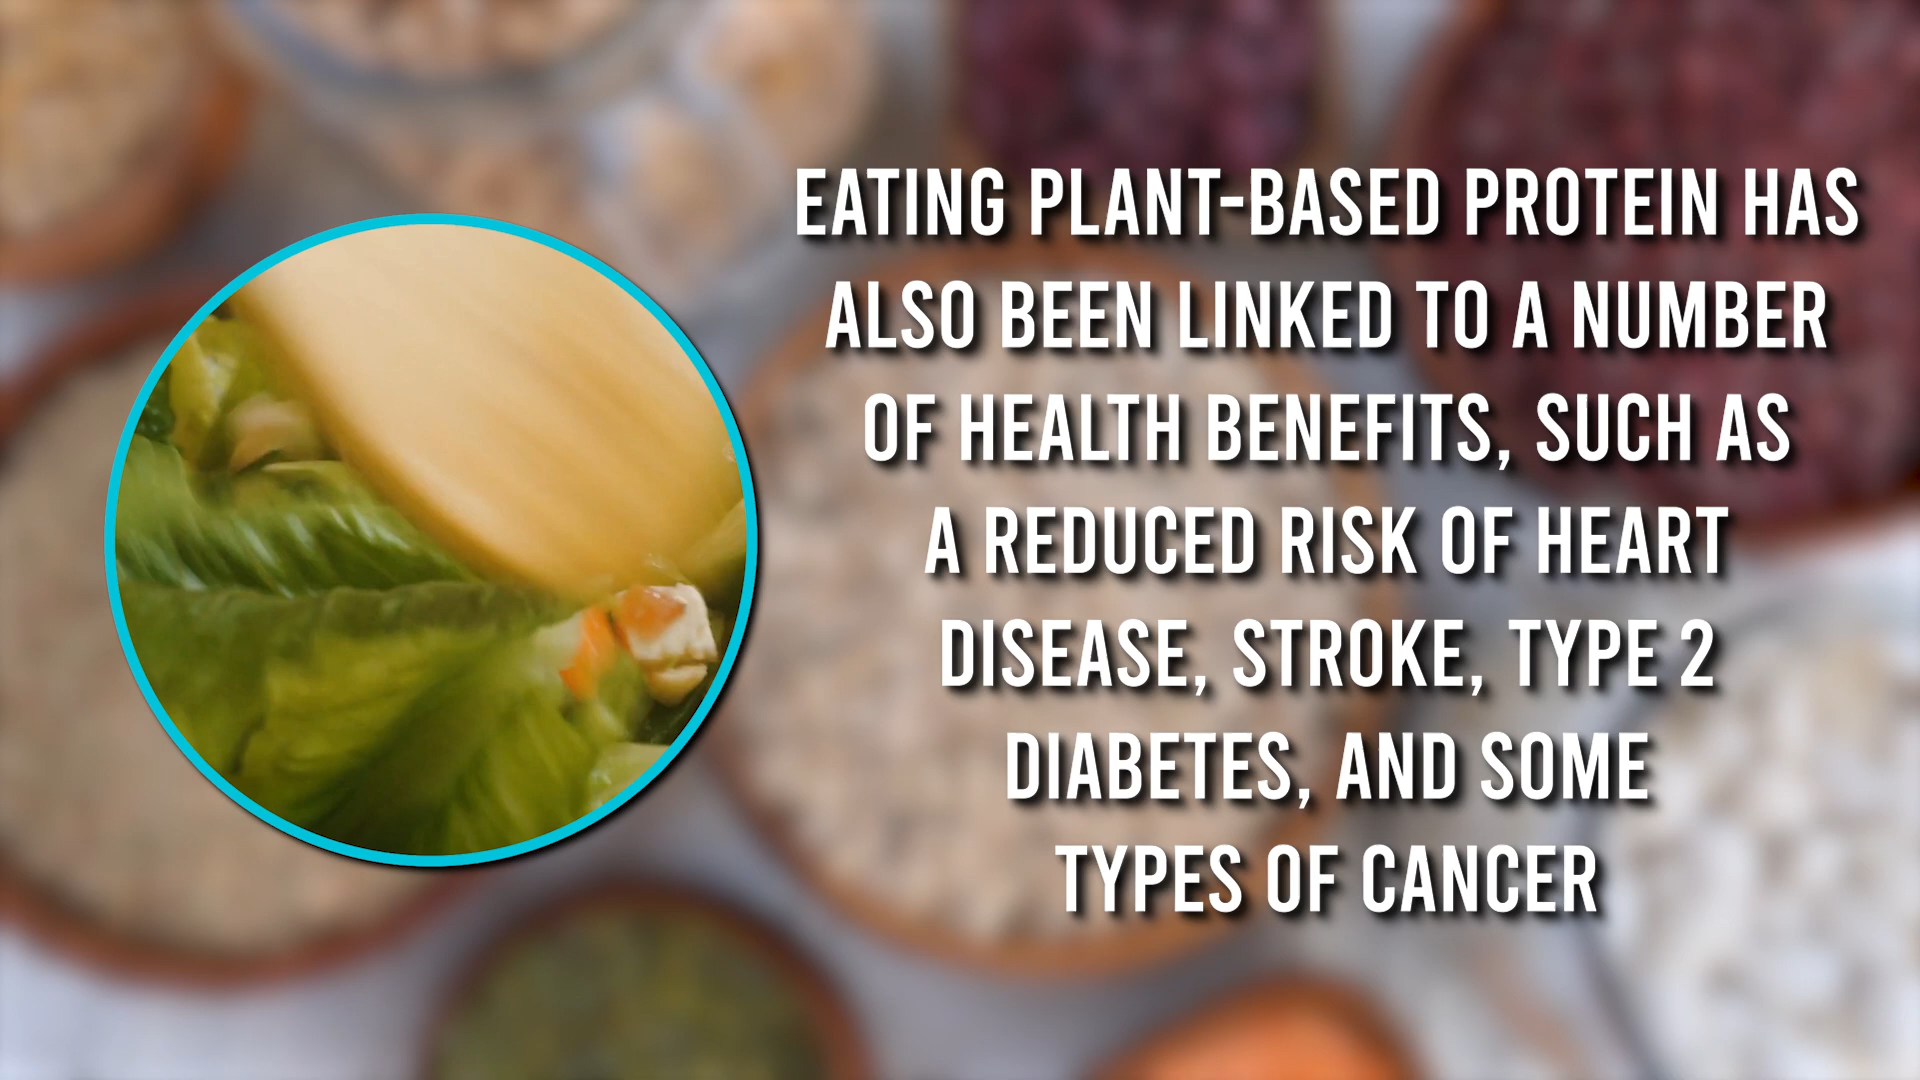 EATING PLANT-BASED PROTEIN HAS
ALSO BEEN LINKED TO A NUMBER
OF HEALTH BENEFITS, SUCH AS
A REDUCED RISK OF HEART
DISEASE, STROKE, TYPE 2
DIABETES, AND SOME
TYPES OF CANCER